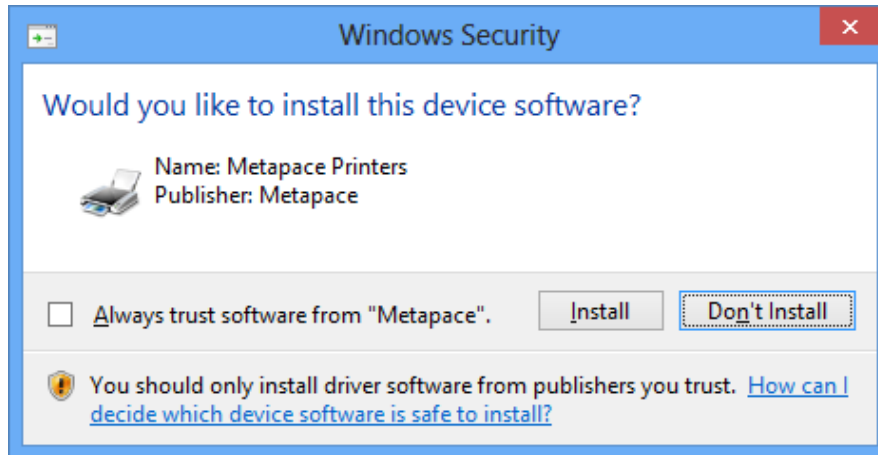 Windows Security
Would you like to install this device software?
Name: Metapace Printers
Publisher: Metapace
Always trust software from "Metapace".
Install
Don't Install
You should only install driver software from publishers you trust. How can I
decide which device software is safe to install?